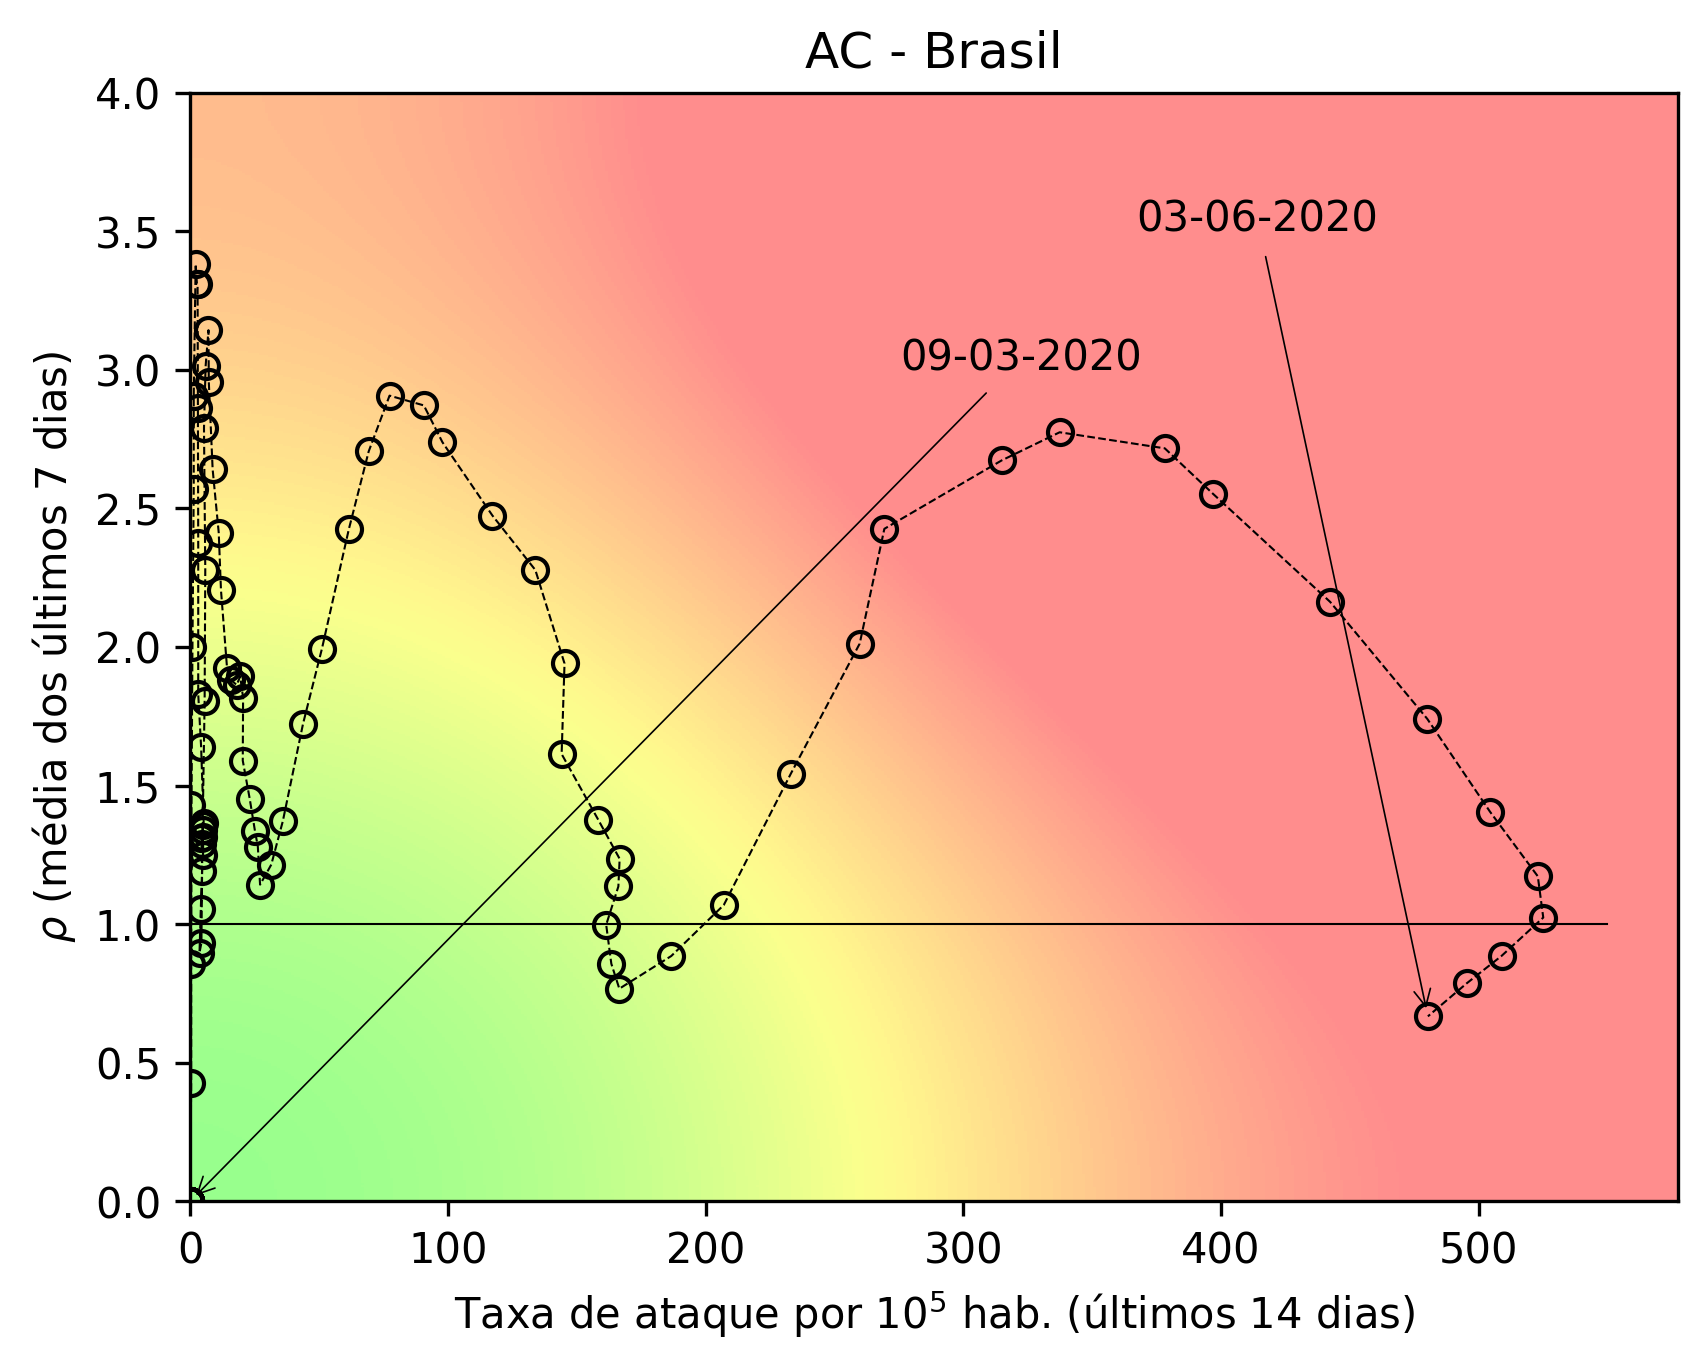 AC - Brasil
4.0
3.5
3.0
2.5
2.0
1.5
1.0
0.5
0.0
ρ (média dos últimos 7 dias)
03-06-2020
09-03-2020
0 100 200 300 400 500
Taxa de ataque por 10⁵ hab. (últimos 14 dias)